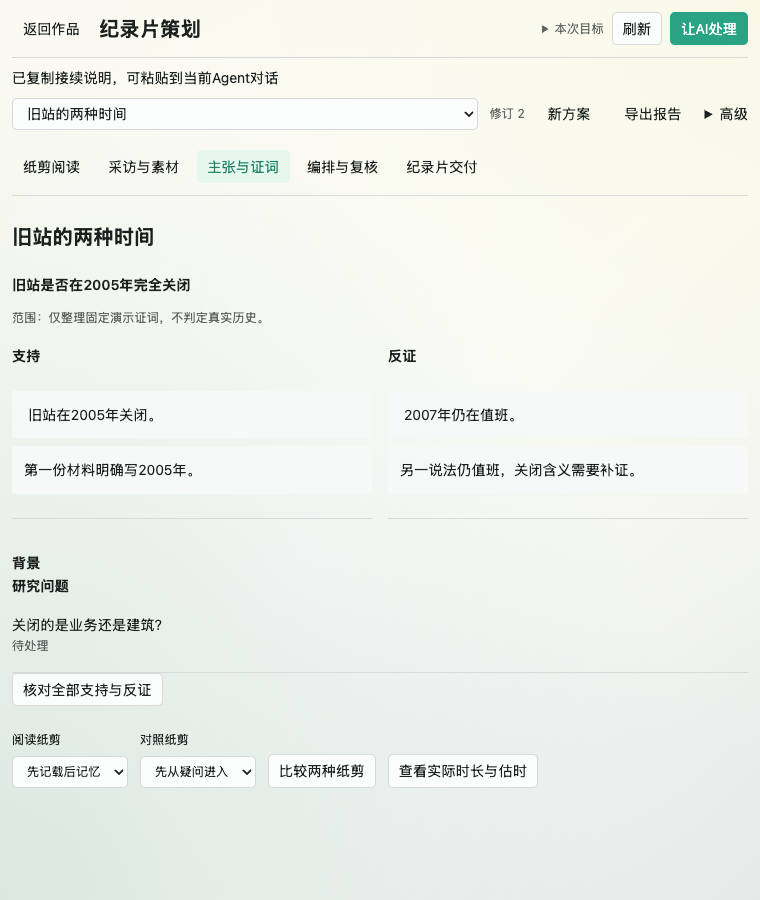 返回作品 纪录片策划 ▶ 本次目标 刷新 让AI处理
已复制接续说明，可粘贴到当前Agent对话
旧站的两种时间 修订 2 新方案 导出报告 ▶ 高级
纸剪阅读 采访与素材 主张与证词 编排与复核 纪录片交付
旧站的两种时间
旧站是否在2005年完全关闭
范围：仅整理固定演示证词，不判定真实历史。
支持 反证
旧站在2005年关闭。 2007年仍在值班。
第一份材料明确写2005年。 另一说法仍值班，关闭含义需要补证。
背景
研究问题
关闭的是业务还是建筑?
待处理
核对全部支持与反证
阅读纸剪 对照纸剪
先记载后记忆 先从疑问进入 比较两种纸剪 查看实际时长与估时